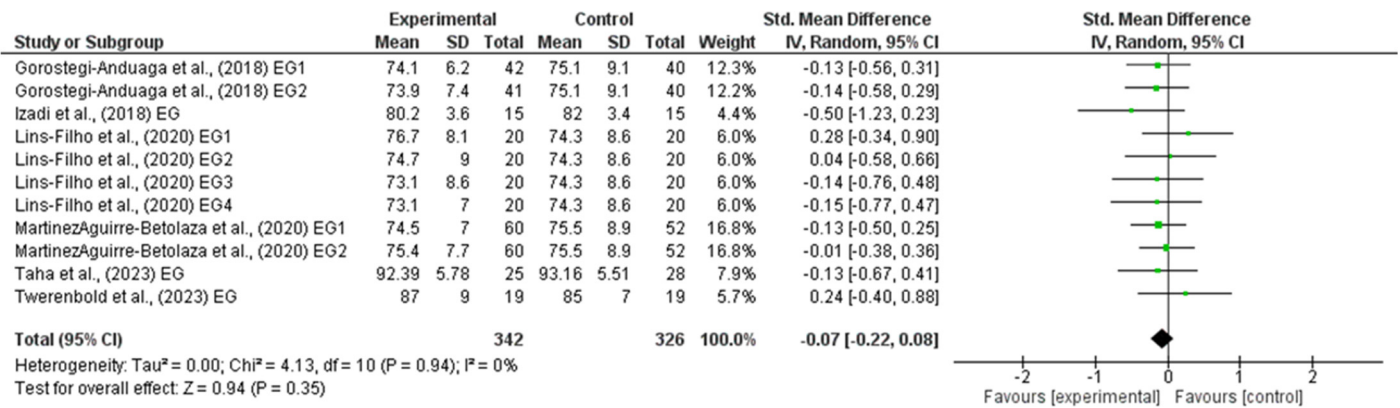 Experimental Control Std. Mean Difference Std. Mean Difference
Study or Subgroup Mean SD Total Mean SD Total Weight IV, Random, 95% CI IV, Random, 95% CI
Gorostegi-Anduaga et al., (2018) EG1 74.1 6.2 42 75.1 9.1 40 12.3% -0.13 [-0.56, 0.31]
Gorostegi-Anduaga et al., (2018) EG2 73.9 7.4 41 75.1 9.1 40 12.2% -0.14 [-0.58, 0.29]
Izadi et al., (2018) EG 80.2 3.6 15 82 3.4 15 4.4% -0.50 [-1.23, 0.23]
Lins-Filho et al., (2020) EG1 76.7 8.1 20 74.3 8.6 20 6.0% 0.28 [-0.34, 0.90]
Lins-Filho et al., (2020) EG2 74.7 9 20 74.3 8.6 20 6.0% 0.04 [-0.58, 0.66]
Lins-Filho et al., (2020) EG3 73.1 8.6 20 74.3 8.6 20 6.0% -0.14 [-0.76, 0.48]
Lins-Filho et al., (2020) EG4 73.1 7 20 74.3 8.6 20 6.0% -0.15 [-0.77, 0.47]
MartinezAguirre-Betolaza et al., (2020) EG1 74.5 7 60 75.5 8.9 52 16.8% -0.13 [-0.50, 0.25]
MartinezAguirre-Betolaza et al., (2020) EG2 75.4 7.7 60 75.5 8.9 52 16.8% -0.01 [-0.38, 0.36]
Taha et al., (2023) EG 92.39 5.78 25 93.16 5.51 28 7.9% -0.13 [-0.67, 0.41]
Twerenbold et al., (2023) EG 87 9 19 85 7 19 5.7% 0.24 [-0.40, 0.88]
Total (95% CI) 342 326 100.0% -0.07 [-0.22, 0.08]
Heterogeneity: Tau² = 0.00; Chi² = 4.13, df = 10 (P = 0.94); I² = 0%
Test for overall effect: Z = 0.94 (P = 0.35)
-2 -1 0 1 2
Favours [experimental] Favours [control]